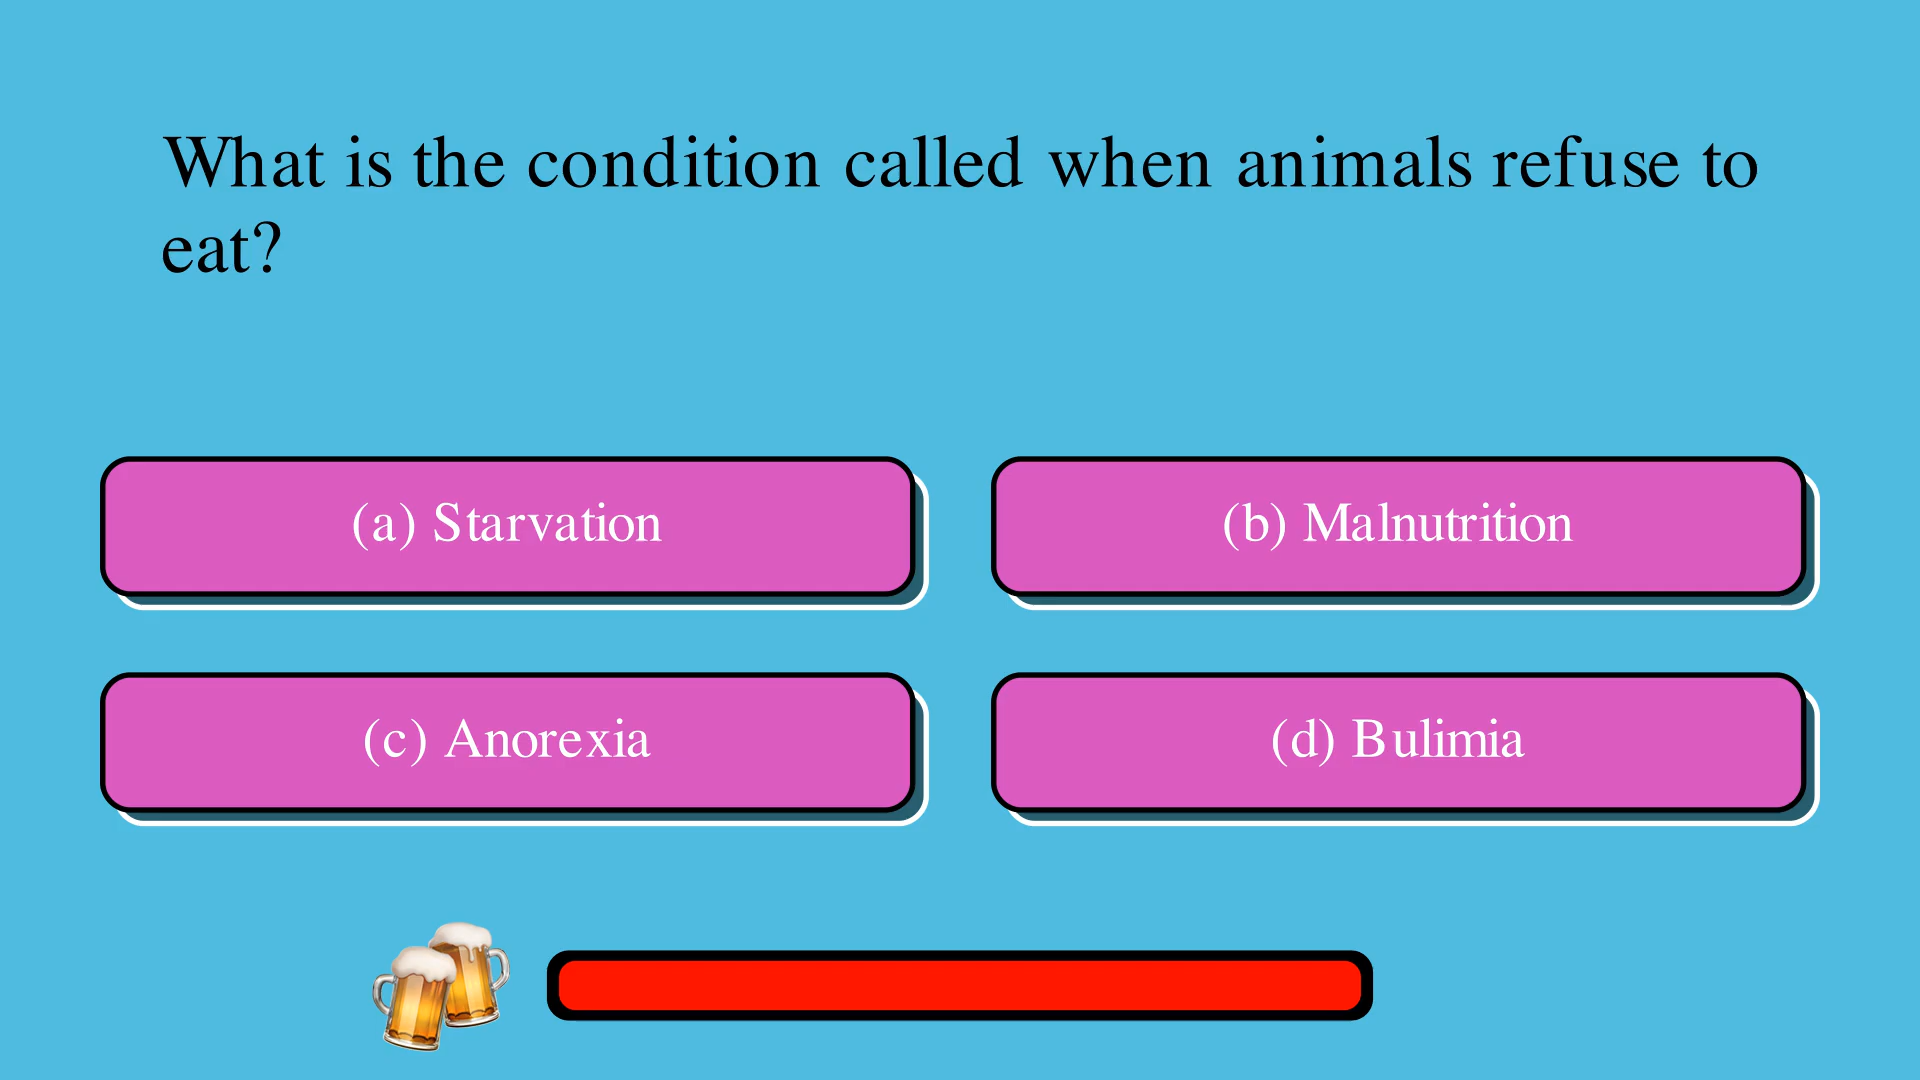 What is the condition called when animals refuse to
eat?
(a) Starvation
(b) Malnutrition
(c) Anorexia
(d) Bulimia